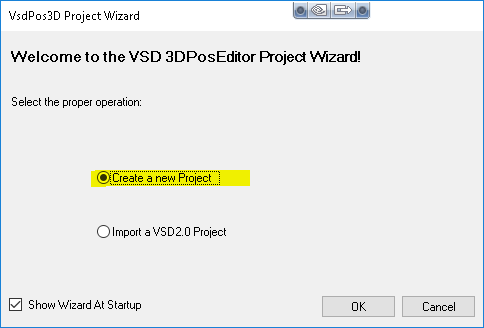 VsdPos3D Project Wizard
Welcome to the VSD 3DPosEditor Project Wizard!
Select the proper operation:
Create a new Project
Import a VSD2.0 Project
Show Wizard At Startup
OK
Cancel